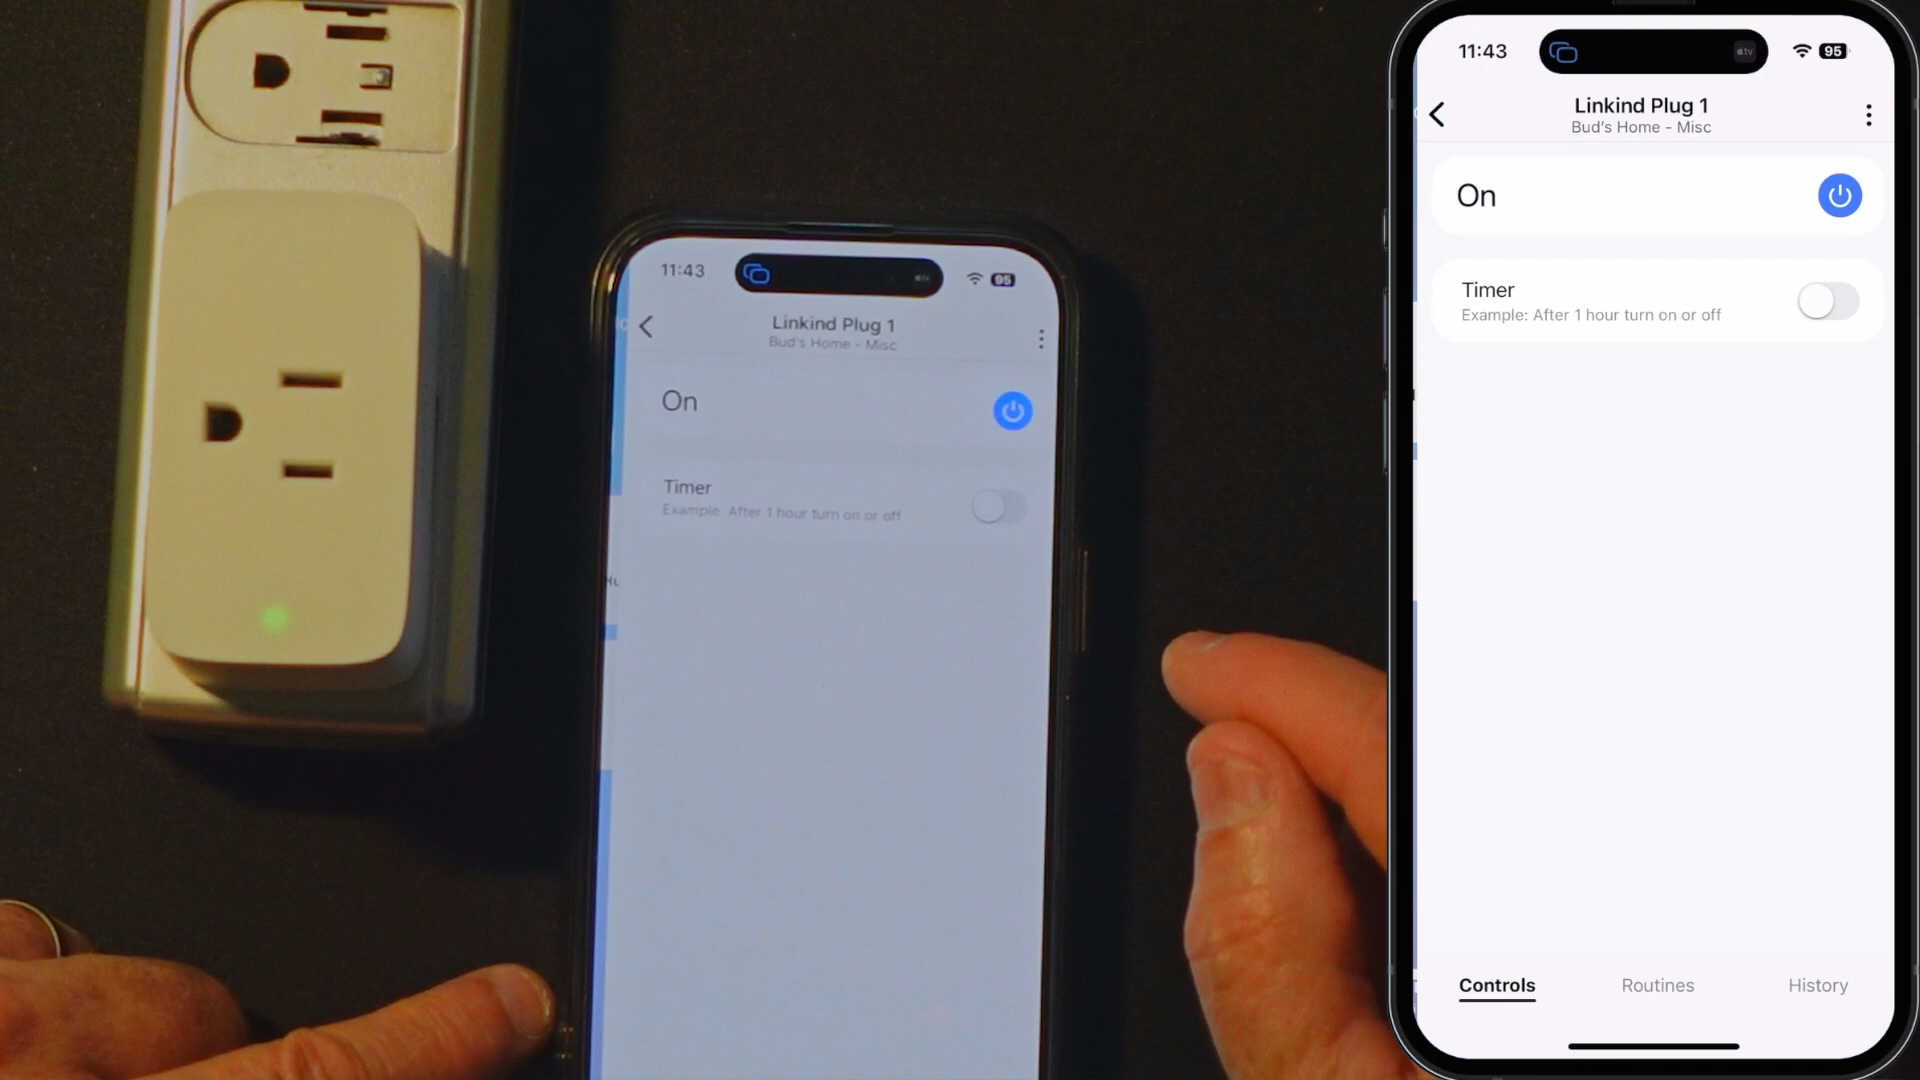 11:43
95
Linkind Plug 1
Bud's Home - Misc
On
Timer
Example: After 1 hour turn on or off
11:43
tv
95
Linkind Plug 1
Bud's Home - Misc
On
Timer
Example: After 1 hour turn on or off
Controls
Routines
History